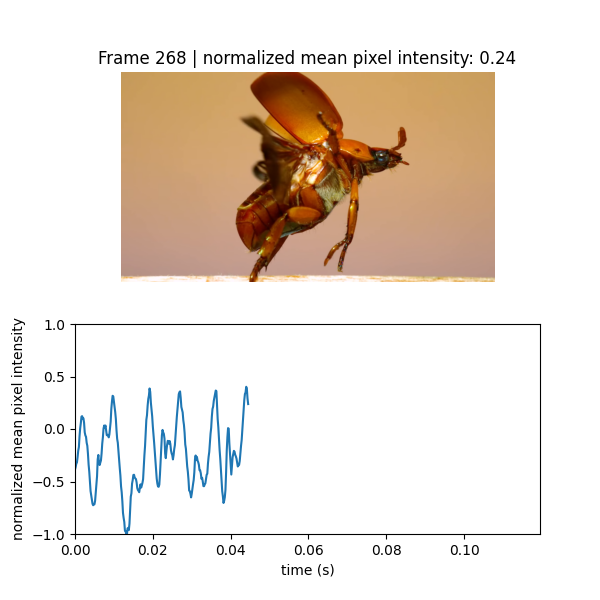 Frame 268 | normalized mean pixel intensity: 0.24
1.0
0.5
0.0
−0.5
−1.0
normalized mean pixel intensity
0.00 0.02 0.04 0.06 0.08 0.10
time (s)